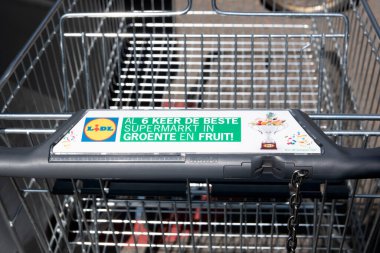 LIDL
AL 6 KEER DE BESTE
SUPERMARKT IN
GROENTE EN FRUIT!